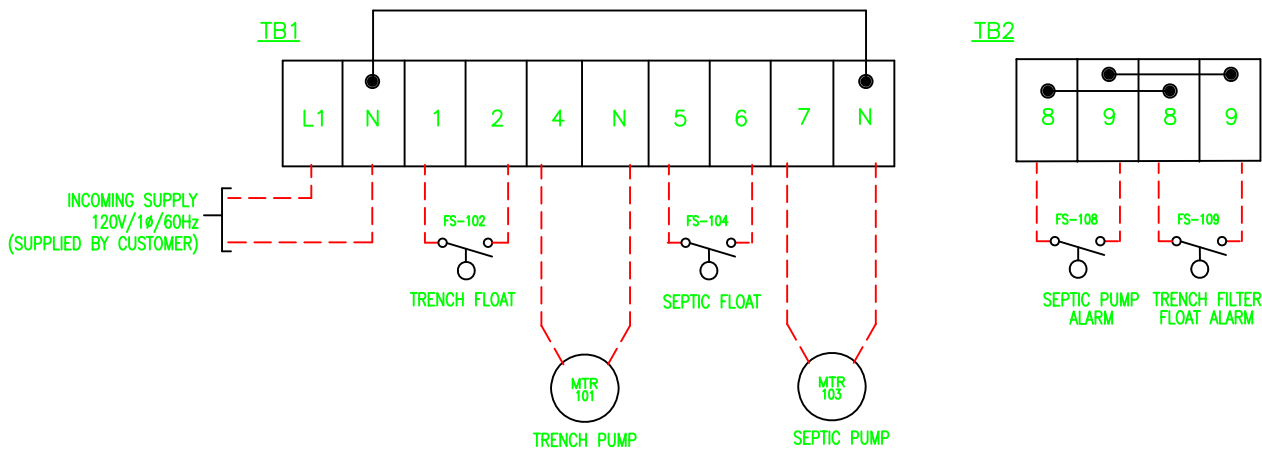 TB1
TB2
L1 N 1 2 4 N 5 6 7 N
8 9 8 9
INCOMING SUPPLY
120V/1ø/60Hz
(SUPPLIED BY CUSTOMER)
FS-102
TRENCH FLOAT
FS-104
SEPTIC FLOAT
FS-108
SEPTIC PUMP
ALARM
FS-109
TRENCH FILTER
FLOAT ALARM
MTR
101
TRENCH PUMP
MTR
103
SEPTIC PUMP